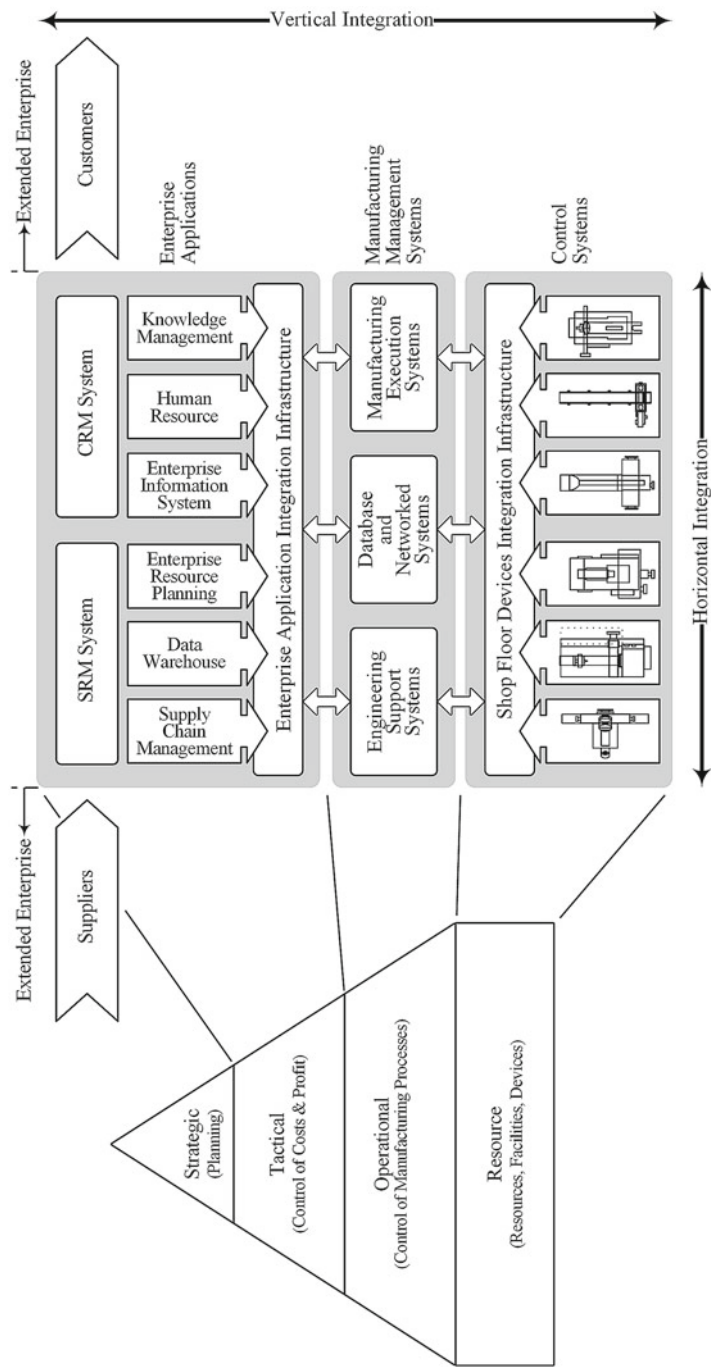 Vertical Integration
Extended Enterprise
Customers
Enterprise
Applications
Manufacturing
Management
Systems
Control
Systems
CRM System
SRM System
Knowledge
Management
Human
Resource
Enterprise
Information
System
Enterprise
Resource
Planning
Data
Warehouse
Supply
Chain
Management
Enterprise Application Integration Infrastructure
Manufacturing
Execution
Systems
Database
and
Networked
Systems
Engineering
Support
Systems
Shop Floor Devices Integration Infrastructure
Horizontal Integration
Extended Enterprise
Suppliers
Strategic
(Planning)
Tactical
(Control of Costs & Profit)
Operational
(Control of Manufacturing Processes)
Resource
(Resources, Facilities, Devices)